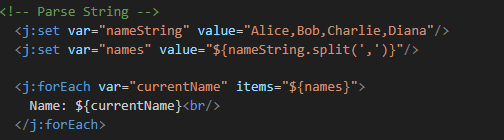 <!-- Parse String -->
<j:set var="nameString" value="Alice,Bob,Charlie,Diana"/>
<j:set var="names" value="${nameString.split(',')}"/>
<j:forEach var="currentName" items="${names}">
Name: ${currentName}<br/>
</j:forEach>